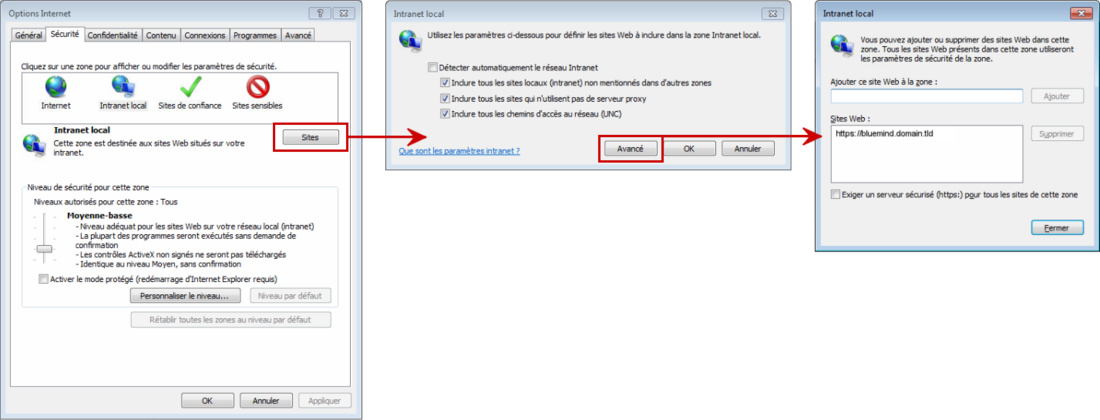 Options Internet
Général Sécurité Confidentialité Contenu Connexions Programmes Avancé
Cliquez sur une zone pour afficher ou modifier les paramètres de sécurité.
Internet Intranet local Sites de confiance Sites sensibles
Intranet local
Cette zone est destinée aux sites Web situés sur votre
intranet.
Sites
Niveau de sécurité pour cette zone
Niveaux autorisés pour cette zone : Tous
Moyenne-basse
- Niveau adéquat pour les sites Web sur votre réseau local (intranet)
- La plupart des programmes seront exécutés sans demande de
confirmation
- Les contrôles ActiveX non signés ne seront pas téléchargés
- Identique au niveau Moyen, sans confirmation
Activer le mode protégé (redémarrage d'Internet Explorer requis)
Personnaliser le niveau... Niveau par défaut
Rétablir toutes les zones au niveau par défaut
OK Annuler Appliquer
Intranet local
Utilisez les paramètres ci-dessous pour définir les sites Web à inclure dans la zone Intranet local.
Détecter automatiquement le réseau Intranet
Inclure tous les sites locaux (intranet) non mentionnés dans d'autres zones
Inclure tous les sites qui n'utilisent pas de serveur proxy
Inclure tous les chemins d'accès au réseau (UNC)
Que sont les paramètres intranet ?
Avancé OK Annuler
Intranet local
Vous pouvez ajouter ou supprimer des sites Web dans cette
zone. Tous les sites Web présents dans cette zone utiliseront
les paramètres de sécurité de la zone.
Ajouter ce site Web à la zone :
Ajouter
Sites Web :
https://bluemind.domain.tld
Supprimer
Exiger un serveur sécurisé (https:) pour tous les sites de cette zone
Fermer